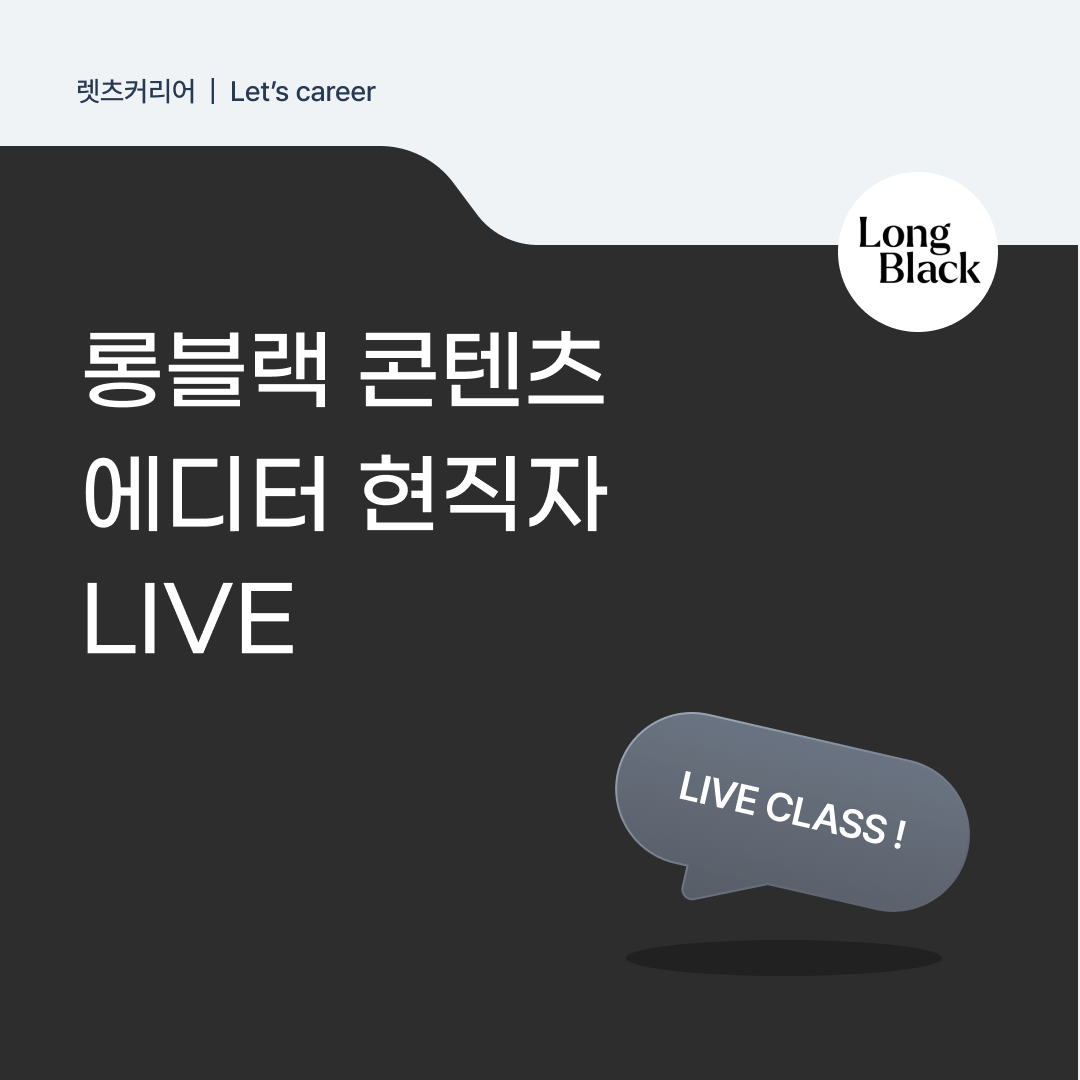 렛츠커리어 | Let’s career
Long
Black
롱블랙 콘텐츠
에디터 현직자
LIVE
LIVE CLASS !